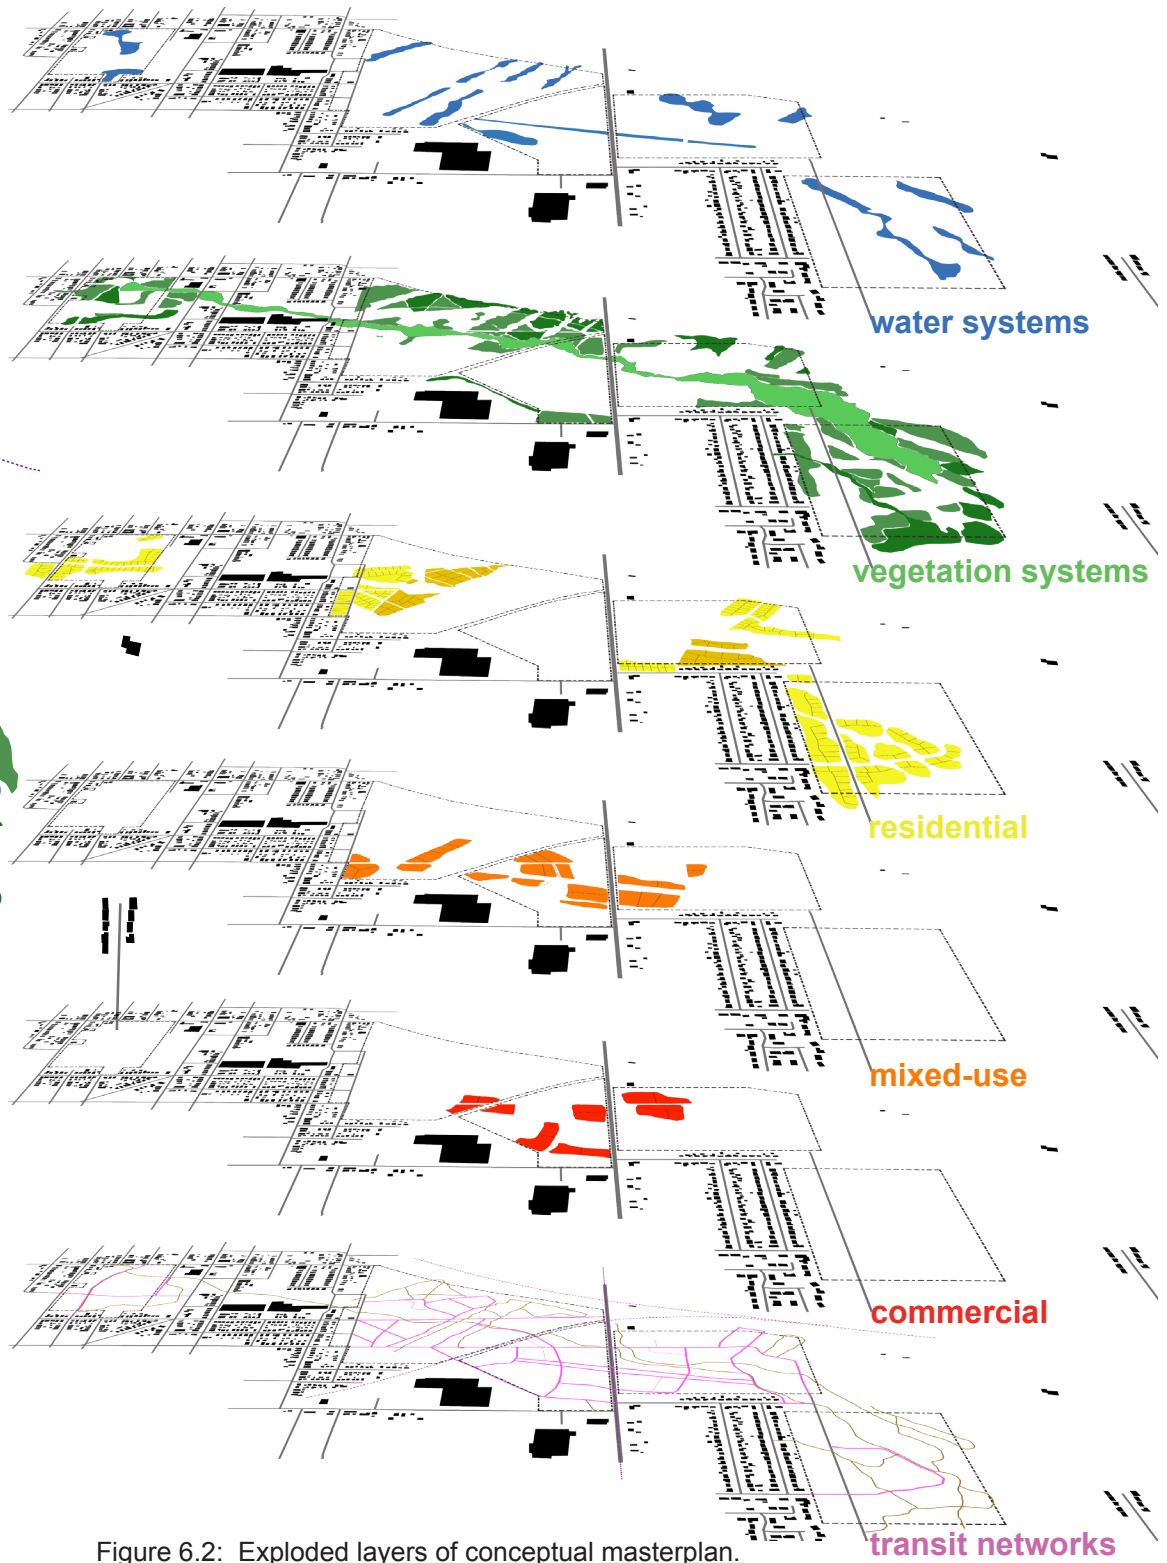 water systems
vegetation systems
residential
mixed-use
commercial
transit networks
Figure 6.2:  Exploded layers of conceptual masterplan.